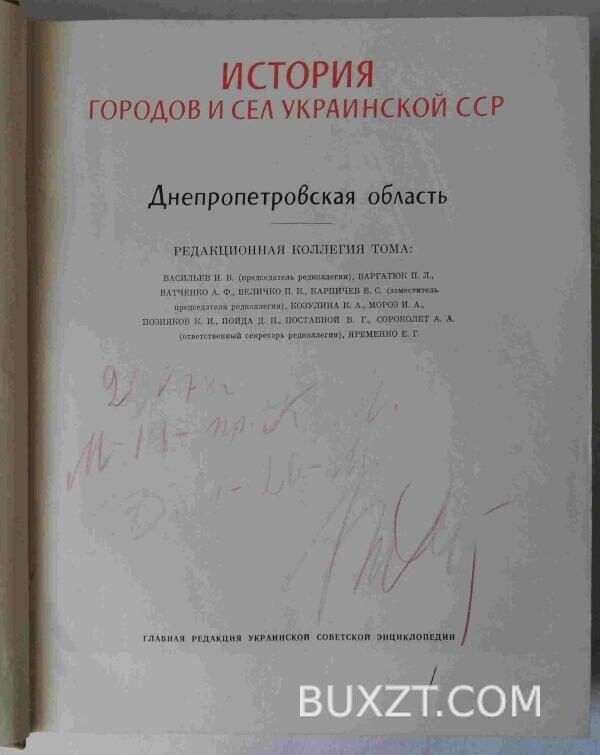 ИСТОРИЯ
ГОРОДОВ И СЕЛ УКРАИНСКОЙ ССР
Днепропетровская область
РЕДАКЦИОННАЯ КОЛЛЕГИЯ ТОМА:
ВАСИЛЬЕВ И. В. (председатель редколлегии), ВАРГАТЮК П. Л.,
ВАТЧЕНКО А. Ф., ВЕЛИЧКО П. К., КАРПИЧЕВ В. С. (заместитель
председателя редколлегии), КОЗУЛИНА К. А., МОРОЗ И. А.,
ПОЗНЯКОВ К. И., ПОЙДА Д. П., ПОСТАВНОЙ В. Г., СОРОКОЛЕТ А. А.
(ответственный секретарь редколлегии), ЯРЕМЕНКО Е. Г.
ГЛАВНАЯ РЕДАКЦИЯ УКРАИНСКОЙ СОВЕТСКОЙ ЭНЦИКЛОПЕДИИ
BUXZT.COM